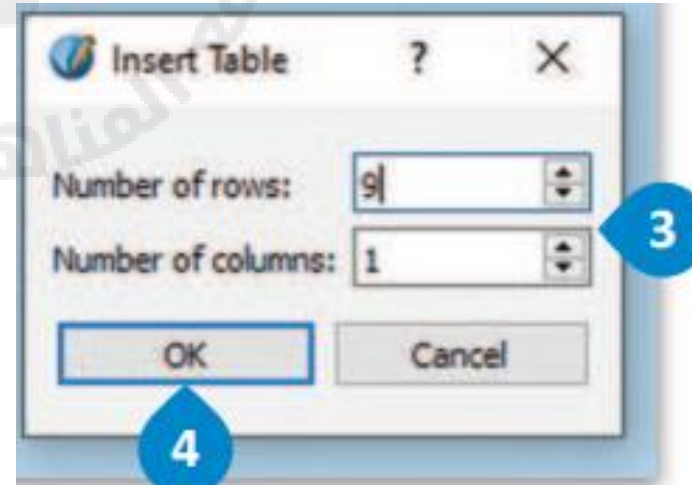 Insert Table ? ×
Number of rows: 9
3
Number of columns: 1
OK Cancel
4